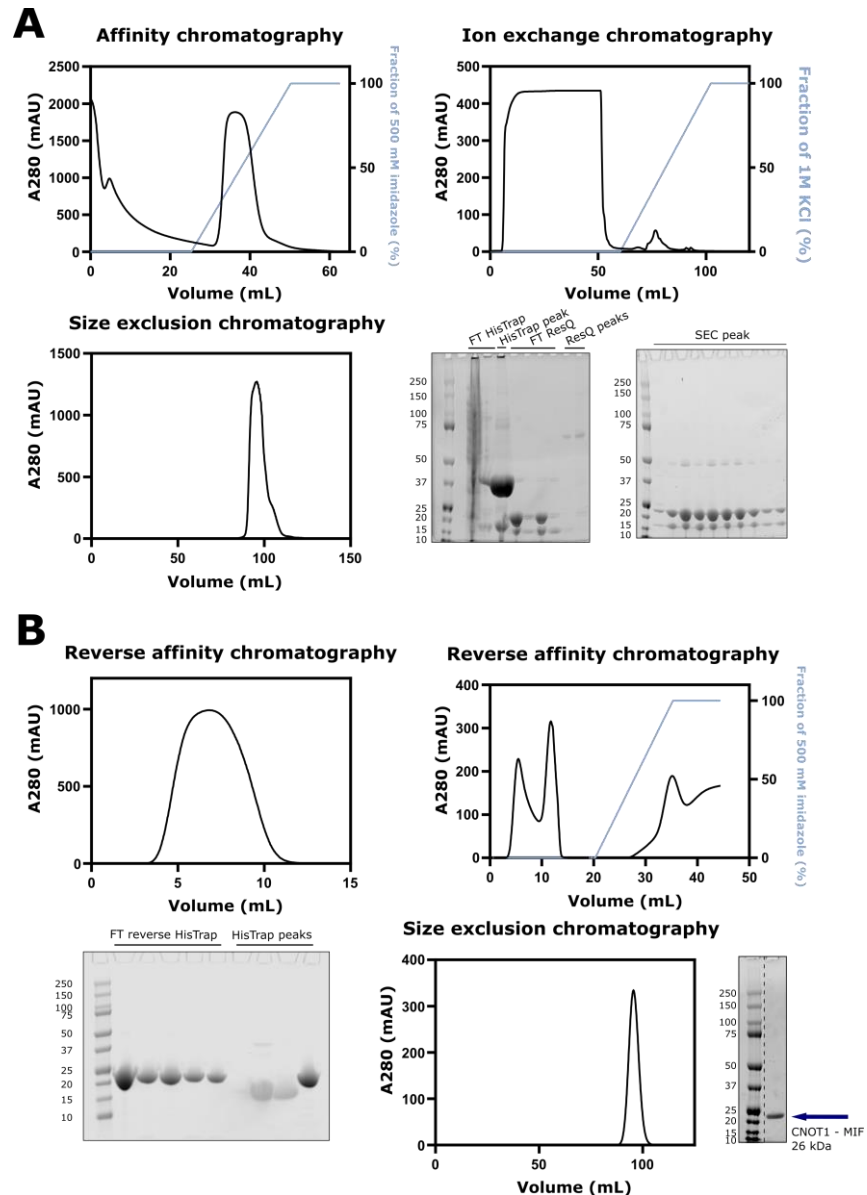 A
Affinity chromatography
2500
2000
1500
1000
500
0
A280 (mAU)
0 20 40 60
Volume (mL)
100
50
0
Fraction of 500 mM imidazole (%)
Ion exchange chromatography
500
400
300
200
100
0
A280 (mAU)
0 50 100
Volume (mL)
100
50
0
Fraction of 1M KCl (%)
Size exclusion chromatography
1500
1000
500
0
A280 (mAU)
0 50 100 150
Volume (mL)
FT HisTrap
HisTrap peak
FT ResQ
ResQ peaks
250
150
100
75
50
37
25
20
15
10
SEC peak
250
150
100
75
50
37
25
20
15
10
B
Reverse affinity chromatography
1000
500
0
A280 (mAU)
0 5 10 15
Volume (mL)
Reverse affinity chromatography
400
300
200
100
0
A280 (mAU)
0 10 20 30 40 50
Volume (mL)
100
50
0
Fraction of 500 mM imidazole (%)
FT reverse HisTrap HisTrap peaks
250
150
100
75
50
37
25
20
15
10
Size exclusion chromatography
400
300
200
100
0
A280 (mAU)
0 50 100
Volume (mL)
250
150
100
75
50
37
25
20
15
10
CNOT1 - MIF
26 kDa